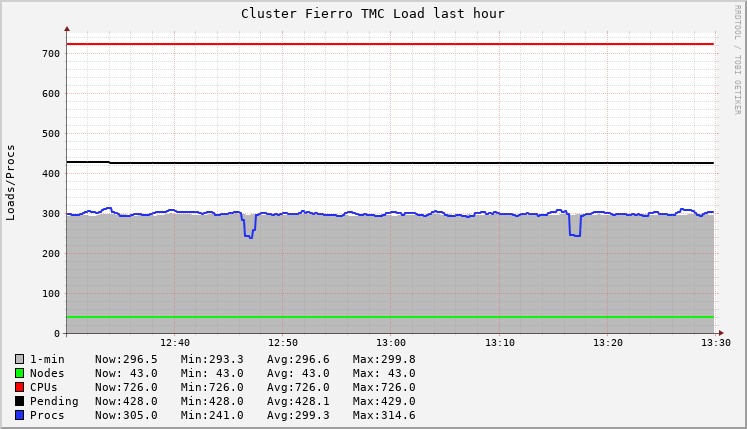 Cluster Fierro TMC Load last hour
RRDTOOL / TOBI OETIKER
Loads/Procs
700
600
500
400
300
200
100
0
12:40 12:50 13:00 13:10 13:20 13:30
1-min Now:296.5 Min:293.3 Avg:296.6 Max:299.8
Nodes Now: 43.0 Min: 43.0 Avg: 43.0 Max: 43.0
CPUs Now:726.0 Min:726.0 Avg:726.0 Max:726.0
Pending Now:428.0 Min:428.0 Avg:428.1 Max:429.0
Procs Now:305.0 Min:241.0 Avg:299.3 Max:314.6